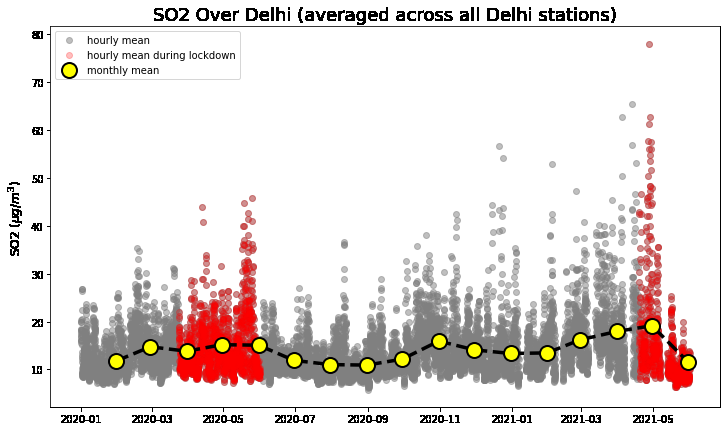 SO2 Over Delhi (averaged across all Delhi stations)
hourly mean
hourly mean during lockdown
monthly mean
SO2 (μg/m³)
80
70
60
50
40
30
20
10
2020-01 2020-03 2020-05 2020-07 2020-09 2020-11 2021-01 2021-03 2021-05